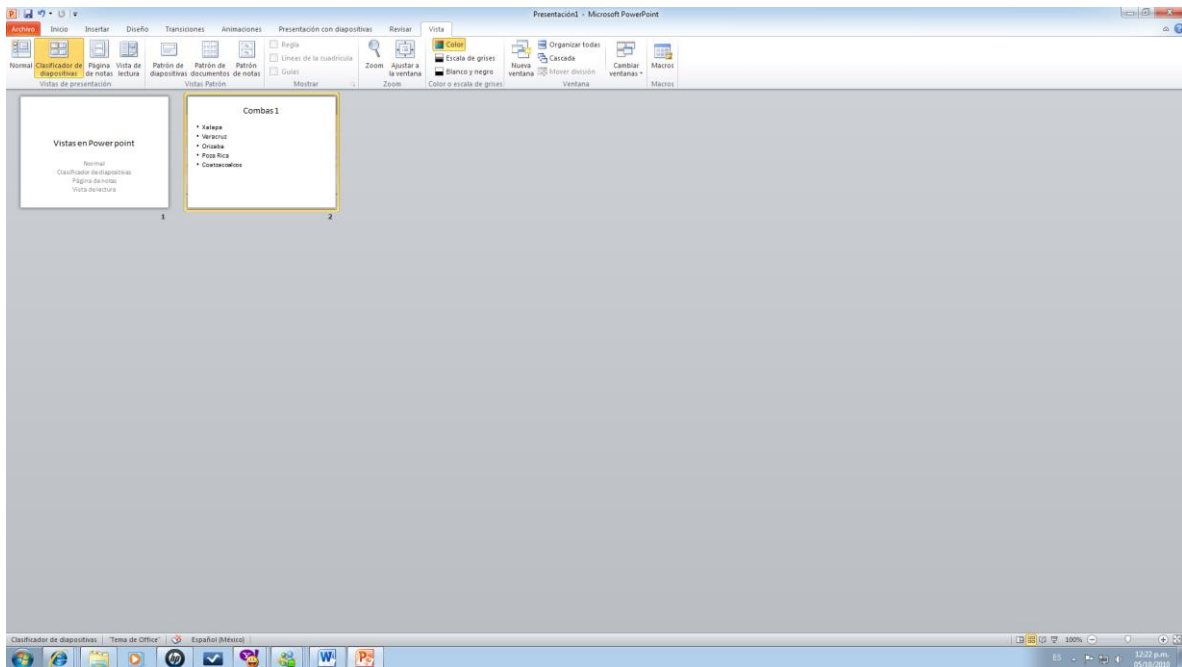 Presentación1 - Microsoft PowerPoint
Archivo Inicio Insertar Diseño Transiciones Animaciones Presentación con diapositivas Revisar Vista
Normal
Clasificador de diapositivas
Página de notas
Vista de lectura
Vistas de presentación
Patrón de diapositivas
Patrón de documentos
Patrón de notas
Vistas Patrón
Regla
Líneas de la cuadrícula
Guías
Mostrar
Zoom
Ajustar a la ventana
Zoom
Color
Escala de grises
Blanco y negro
Color o escala de grises
Nueva ventana
Organizar todas
Cascada
Mover división
Cambiar ventanas
Ventana
Macros
Macros
Vistas en Power point
Normal
Clasificador de diapositivas
Página de notas
Vista de lectura
1
Combas 1
• Xalapa
• Veracruz
• Orizaba
• Poza Rica
• Coatzacoalcos
2
Clasificador de diapositivas "Tema de Office" Español (México) 100%
ES 12:22 p.m.
05/10/2010